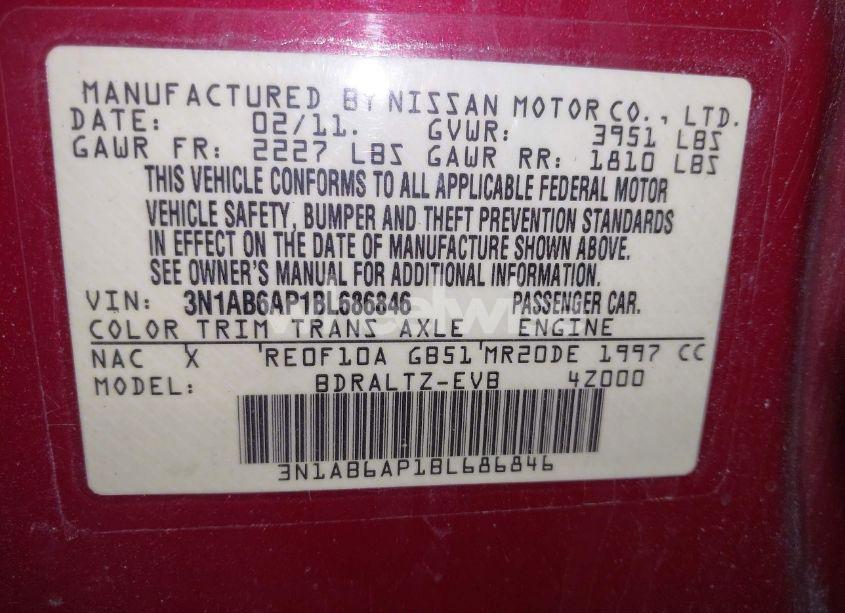 MANUFACTURED BY NISSAN MOTOR CO., LTD.
DATE: 02/11. GVWR: 3951 LBS
GAWR FR: 2227 LBS GAWR RR: 1810 LBS
THIS VEHICLE CONFORMS TO ALL APPLICABLE FEDERAL MOTOR
VEHICLE SAFETY, BUMPER AND THEFT PREVENTION STANDARDS
IN EFFECT ON THE DATE OF MANUFACTURE SHOWN ABOVE.
SEE OWNER'S MANUAL FOR ADDITIONAL INFORMATION.
VIN: 3N1AB6AP1BL686846 PASSENGER CAR.
COLOR TRIM TRANS AXLE ENGINE
NAC X RE0F10A GB51 MR20DE 1997 CC
MODEL: BDRALTZ-EVB 4Z000
3N1AB6AP1BL686846